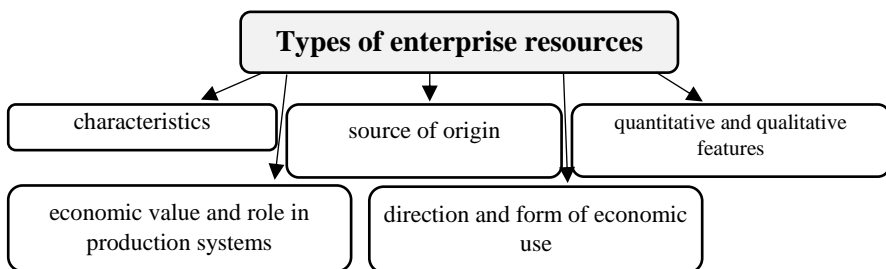 Types of enterprise resources
characteristics
source of origin
quantitative and qualitative
features
economic value and role in
production systems
direction and form of economic
use